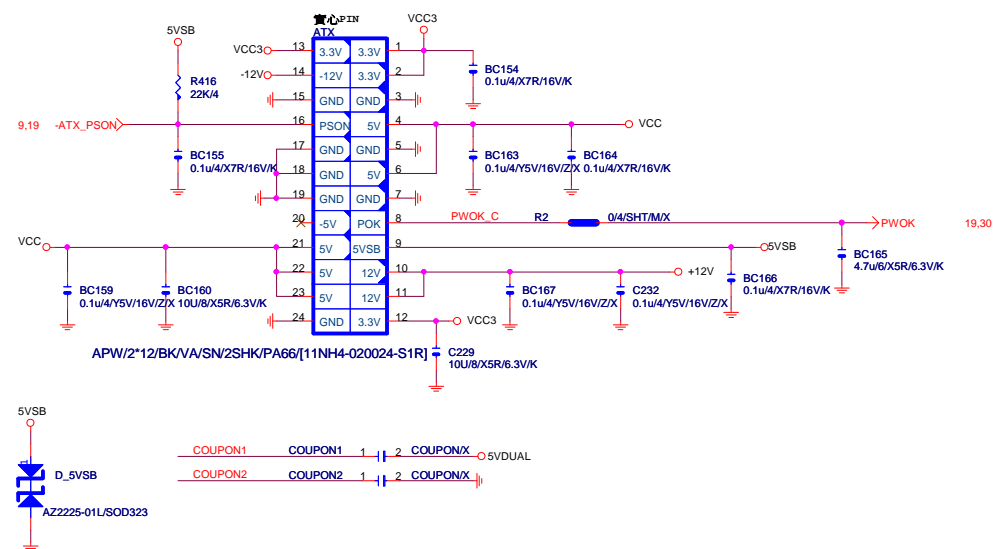 實心PIN
ATX
VCC3
5VSB
VCC3 13 3.3V 3.3V 1
-12V 14 -12V 3.3V 2
BC154
0.1u/4/X7R/16V/K
R416
22K/4
15 GND GND 3
9,19 -ATX_PSON 16 PSON 5V 4 VCC
17 GND GND 5
BC155
0.1u/4/X7R/16V/K
BC163
0.1u/4/Y5V/16V/Z/X
BC164
0.1u/4/X7R/16V/K
18 GND 5V 6
19 GND GND 7
20 -5V POK 8 PWOK_C R2 0/4/SHT/M/X PWOK 19,30
VCC 21 5V 5VSB 9 5VSB
BC165
4.7u/6/X5R/6.3V/K
22 5V 12V 10 +12V
BC166
0.1u/4/X7R/16V/K
BC159
0.1u/4/Y5V/16V/Z/X
BC160
10U/8/X5R/6.3V/K
23 5V 12V 11
BC167
0.1u/4/Y5V/16V/Z/X
C232
0.1u/4/Y5V/16V/Z/X
24 GND 3.3V 12 VCC3
APW/2*12/BK/VA/SN/2SHK/PA66/[11NH4-020024-S1R]
C229
10U/8/X5R/6.3V/K
5VSB
1
D_5VSB
AZ2225-01L/SOD323
COUPON1 COUPON1 1 2 COUPON/X 5VDUAL
COUPON2 COUPON2 1 2 COUPON/X